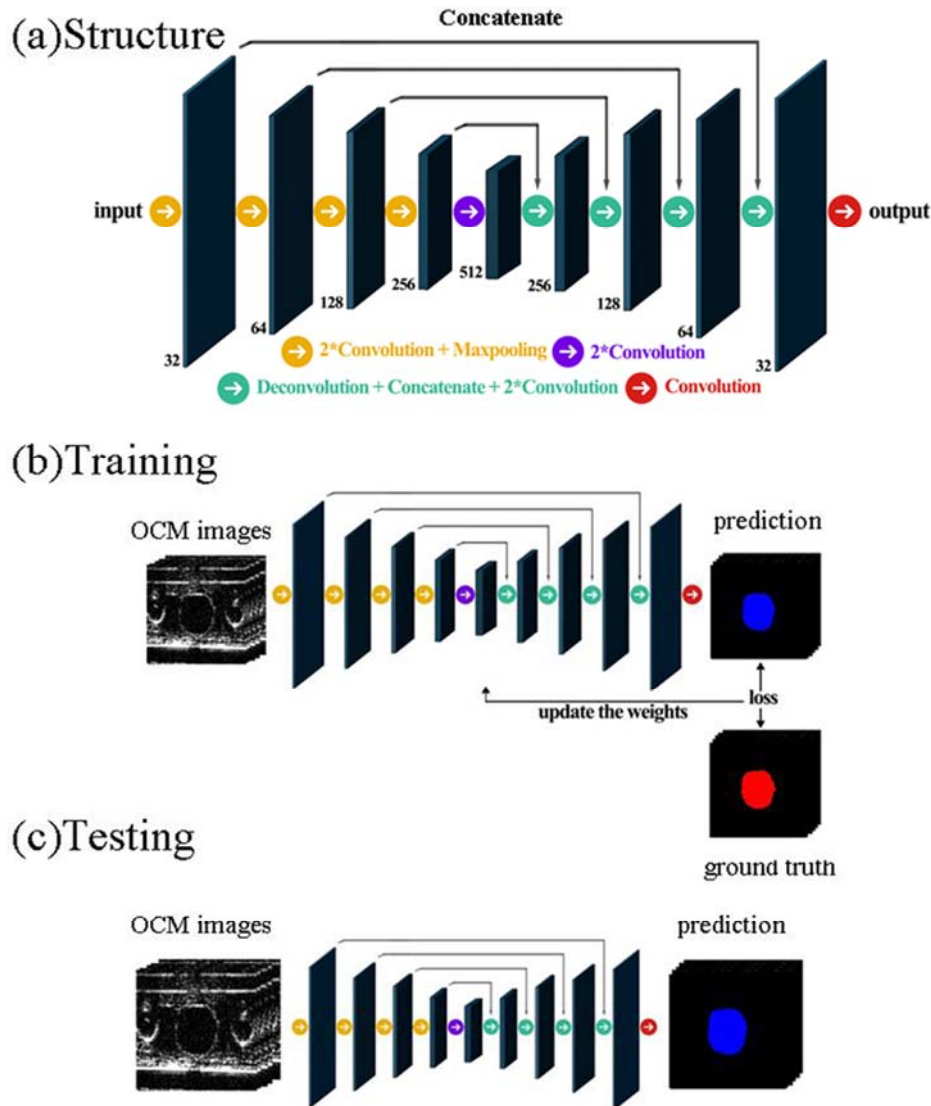 (a)Structure
Concatenate
input
output
32
64
128
256
512
256
128
64
32
2*Convolution + Maxpooling
2*Convolution
Deconvolution + Concatenate + 2*Convolution
Convolution
(b)Training
OCM images
prediction
loss
update the weights
ground truth
(c)Testing
OCM images
prediction